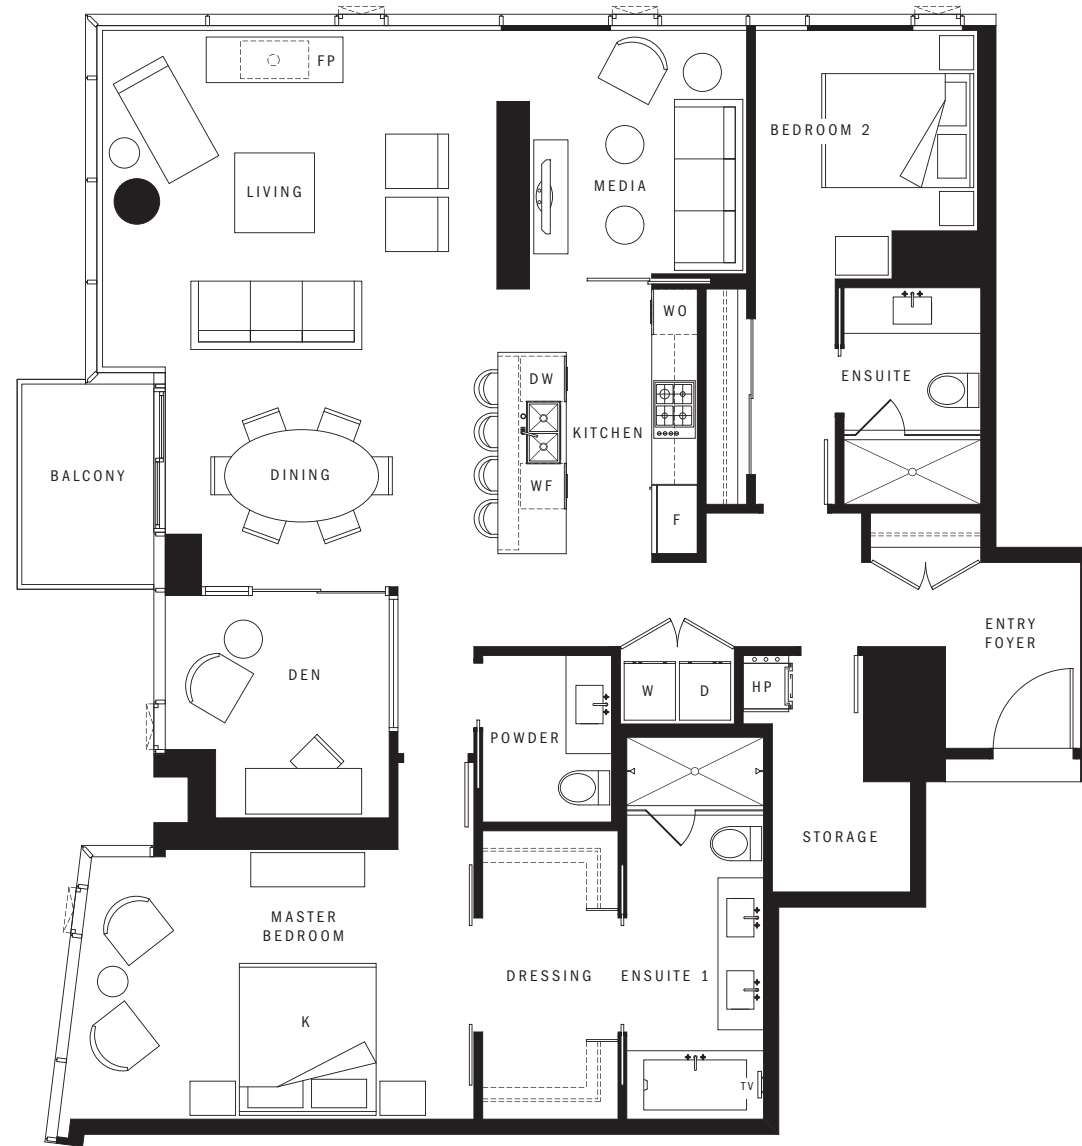 FP
BEDROOM 2
MEDIA
LIVING
WO
ENSUITE
DW
KITCHEN
BALCONY
DINING
WF
F
ENTRY
FOYER
DEN
W
D
HP
POWDER
STORAGE
MASTER
BEDROOM
DRESSING
ENSUITE 1
K
TV